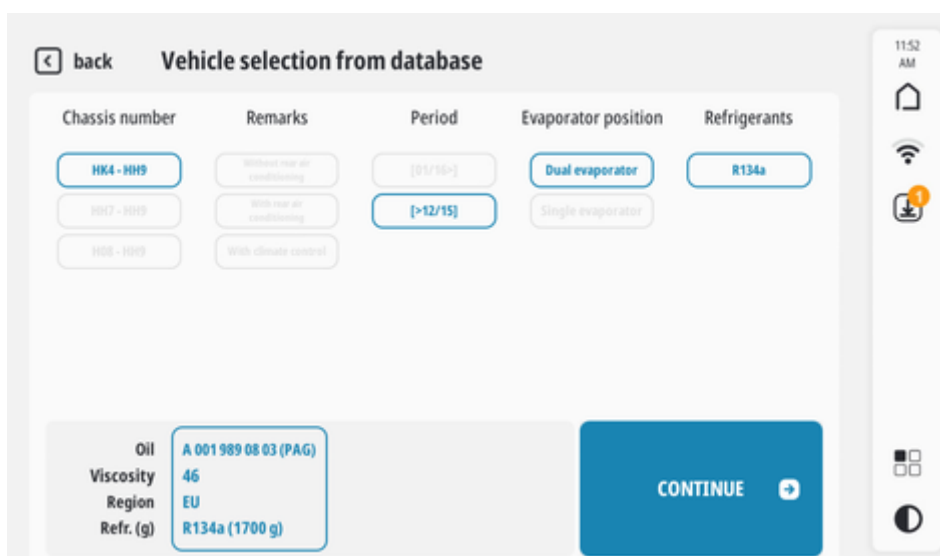 back Vehicle selection from database
11:52
AM
Chassis number Remarks Period Evaporator position Refrigerants
HK4 - HH9
Without rear air
conditioning
[01/16>]
Dual evaporator
R134a
HH7 - HH9
With rear air
conditioning
[>12/15]
Single evaporator
H08 - HH9
With climate control
1
Oil A 001 989 08 03 (PAG)
Viscosity 46
Region EU
Refr. (g) R134a (1700 g)
CONTINUE